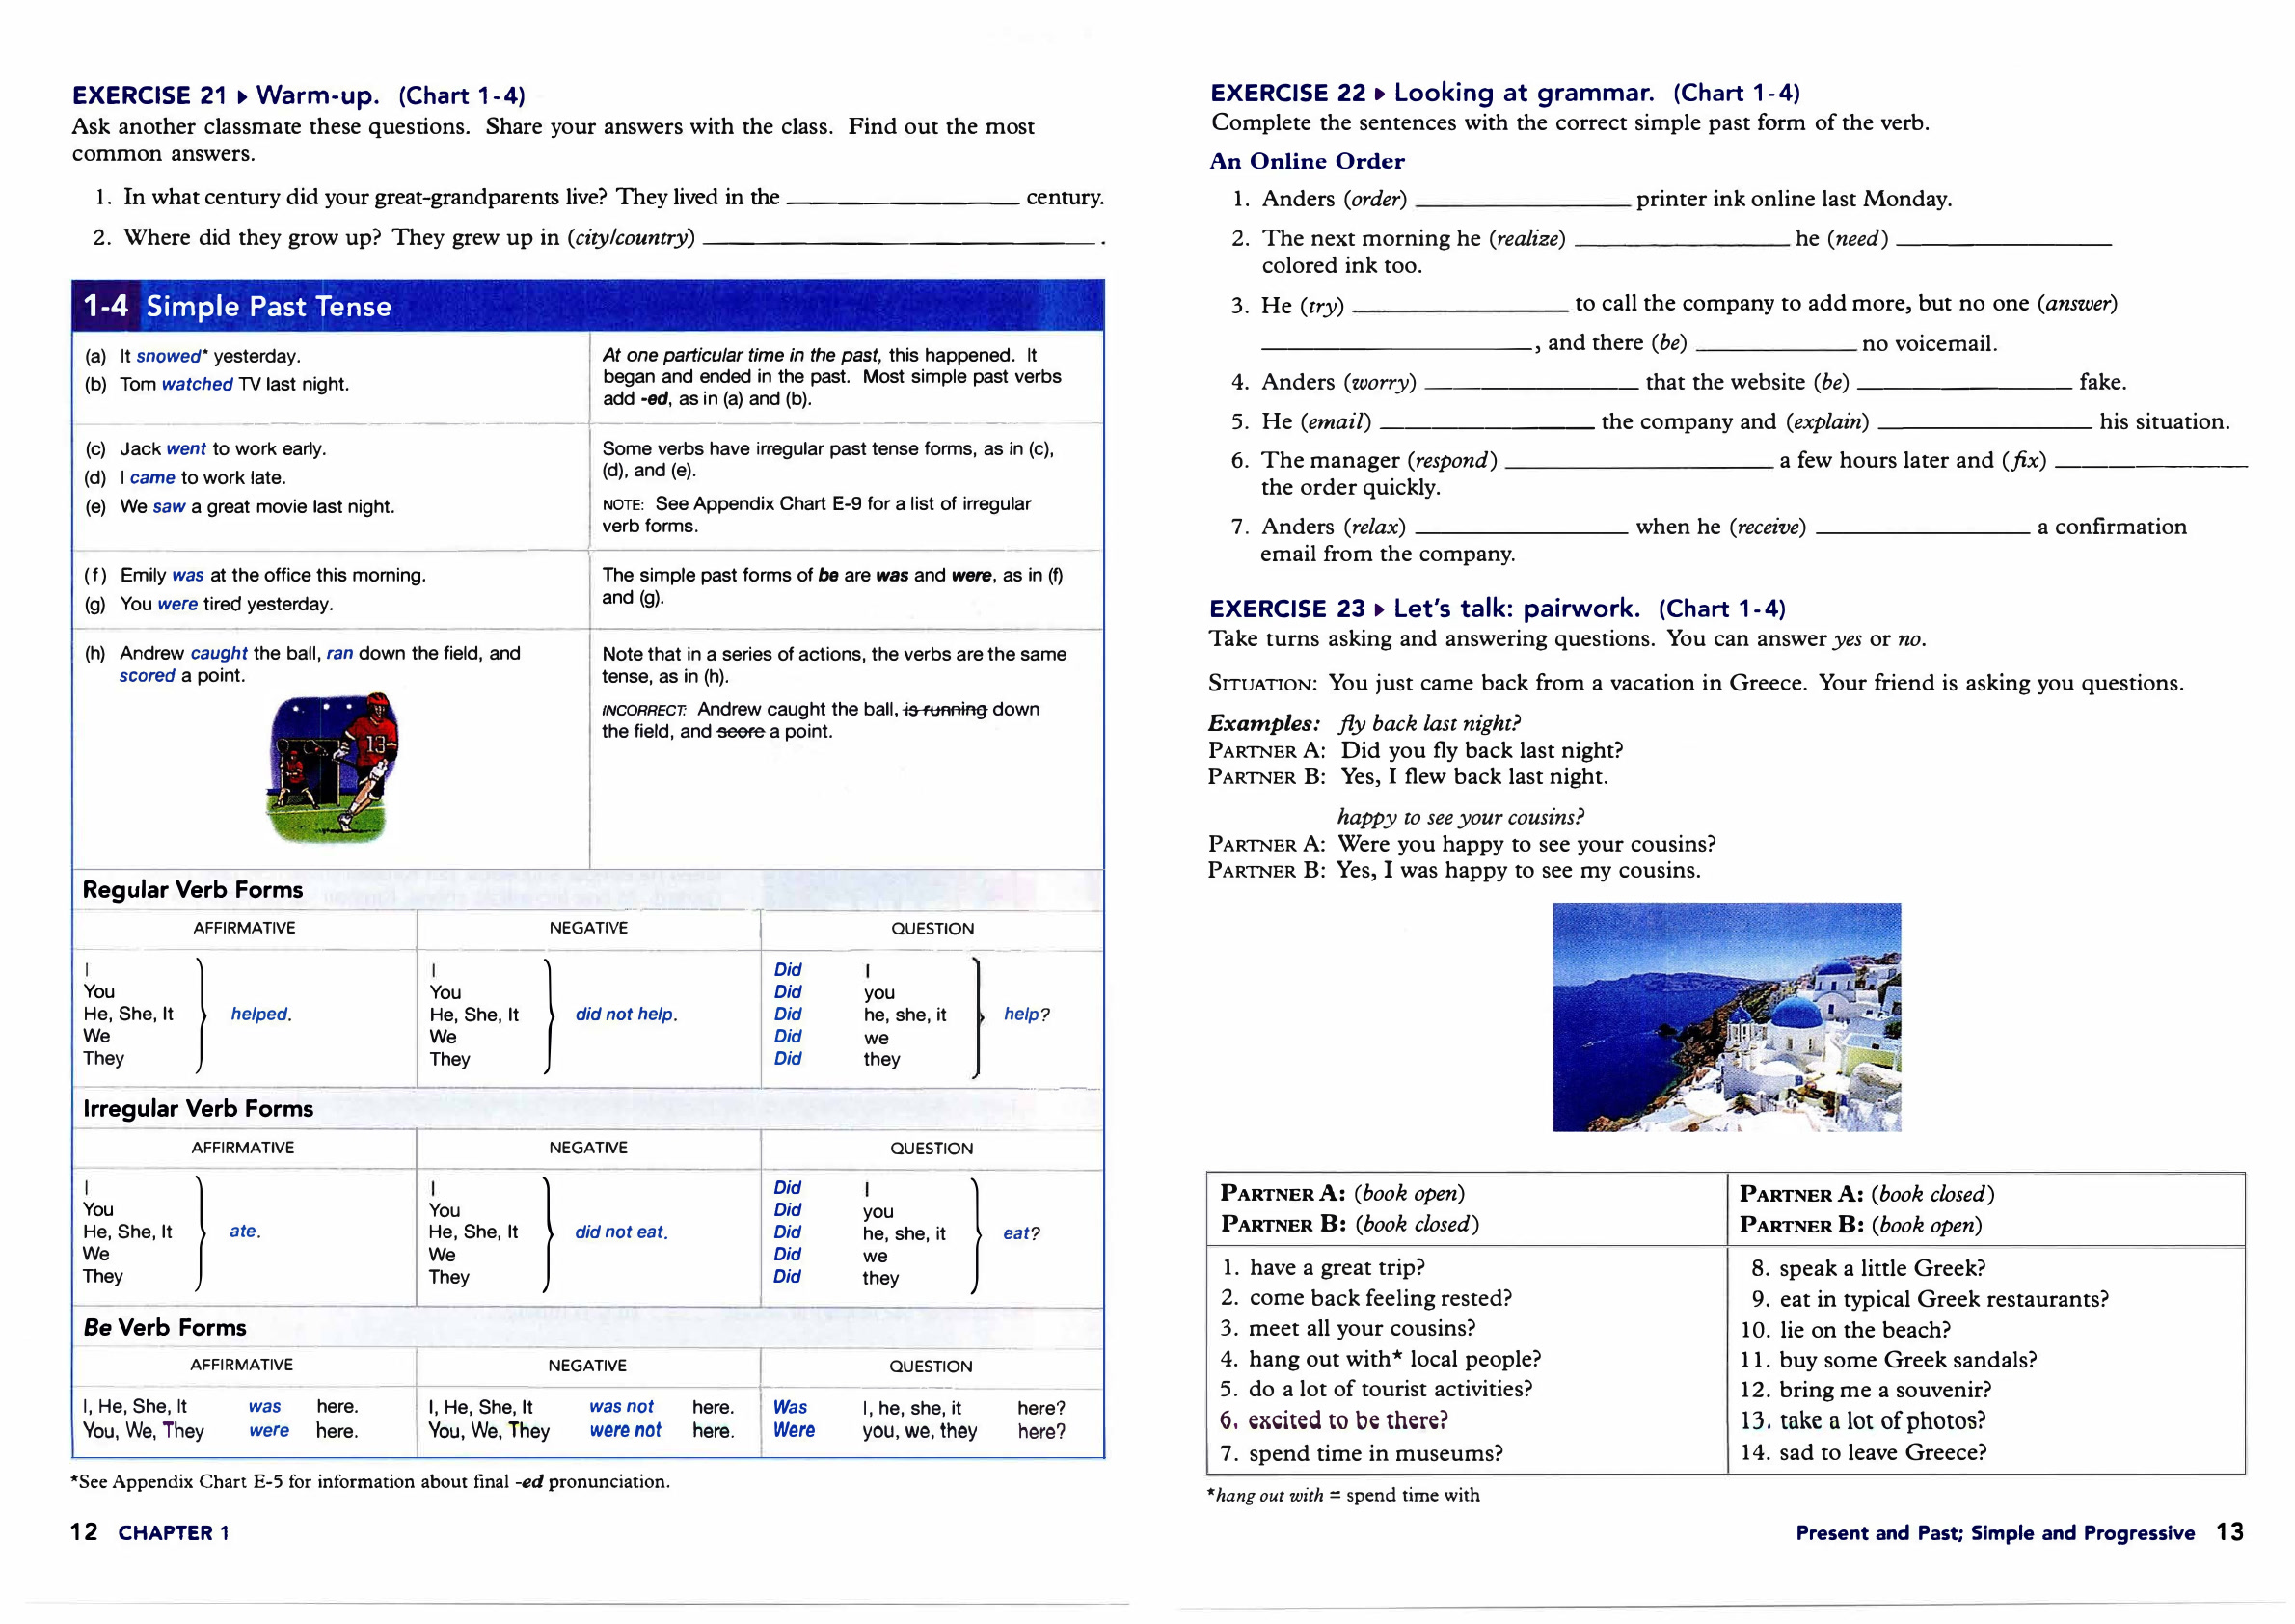 EXERCISE 21 ▸ Warm-up. (Chart 1-4)
Ask another classmate these questions. Share your answers with the class. Find out the most
common answers.
1. In what century did your great-grandparents live? They lived in the ____________ century.
2. Where did they grow up? They grew up in (city/country) ____________ .
1-4 Simple Past Tense
(a) It snowed* yesterday.
(b) Tom watched TV last night.
At one particular time in the past, this happened. It
began and ended in the past. Most simple past verbs
add -ed, as in (a) and (b).
(c) Jack went to work early.
(d) I came to work late.
(e) We saw a great movie last night.
Some verbs have irregular past tense forms, as in (c),
(d), and (e).
NOTE: See Appendix Chart E-9 for a list of irregular
verb forms.
(f) Emily was at the office this morning.
(g) You were tired yesterday.
The simple past forms of be are was and were, as in (f)
and (g).
(h) Andrew caught the ball, ran down the field, and
scored a point.
13
Note that in a series of actions, the verbs are the same
tense, as in (h).
INCORRECT: Andrew caught the ball, is running down
the field, and score a point.
Regular Verb Forms
AFFIRMATIVE NEGATIVE QUESTION
I I Did I
You You Did you
He, She, It helped. He, She, It did not help. Did he, she, it help?
We We Did we
They They Did they
Irregular Verb Forms
AFFIRMATIVE NEGATIVE QUESTION
I I Did I
You You Did you
He, She, It ate. He, She, It did not eat. Did he, she, it eat?
We We Did we
They They Did they
Be Verb Forms
AFFIRMATIVE NEGATIVE QUESTION
I, He, She, It was here. I, He, She, It was not here. Was I, he, she, it here?
You, We, They were here. You, We, They were not here. Were you, we, they here?
*See Appendix Chart E-5 for information about final -ed pronunciation.
12 CHAPTER 1
EXERCISE 22 ▸ Looking at grammar. (Chart 1-4)
Complete the sentences with the correct simple past form of the verb.
An Online Order
1. Anders (order) ____________ printer ink online last Monday.
2. The next morning he (realize) ____________ he (need) ____________
colored ink too.
3. He (try) ____________ to call the company to add more, but no one (answer)
____________, and there (be) ____________ no voicemail.
4. Anders (worry) ____________ that the website (be) ____________ fake.
5. He (email) ____________ the company and (explain) ____________ his situation.
6. The manager (respond) ____________ a few hours later and (fix) ____________
the order quickly.
7. Anders (relax) ____________ when he (receive) ____________ a confirmation
email from the company.
EXERCISE 23 ▸ Let's talk: pairwork. (Chart 1-4)
Take turns asking and answering questions. You can answer yes or no.
SITUATION: You just came back from a vacation in Greece. Your friend is asking you questions.
Examples: fly back last night?
PARTNER A: Did you fly back last night?
PARTNER B: Yes, I flew back last night.
happy to see your cousins?
PARTNER A: Were you happy to see your cousins?
PARTNER B: Yes, I was happy to see my cousins.
PARTNER A: (book open)
PARTNER B: (book closed)
1. have a great trip?
2. come back feeling rested?
3. meet all your cousins?
4. hang out with* local people?
5. do a lot of tourist activities?
6. excited to be there?
7. spend time in museums?
PARTNER A: (book closed)
PARTNER B: (book open)
8. speak a little Greek?
9. eat in typical Greek restaurants?
10. lie on the beach?
11. buy some Greek sandals?
12. bring me a souvenir?
13. take a lot of photos?
14. sad to leave Greece?
*hang out with = spend time with
Present and Past; Simple and Progressive 13